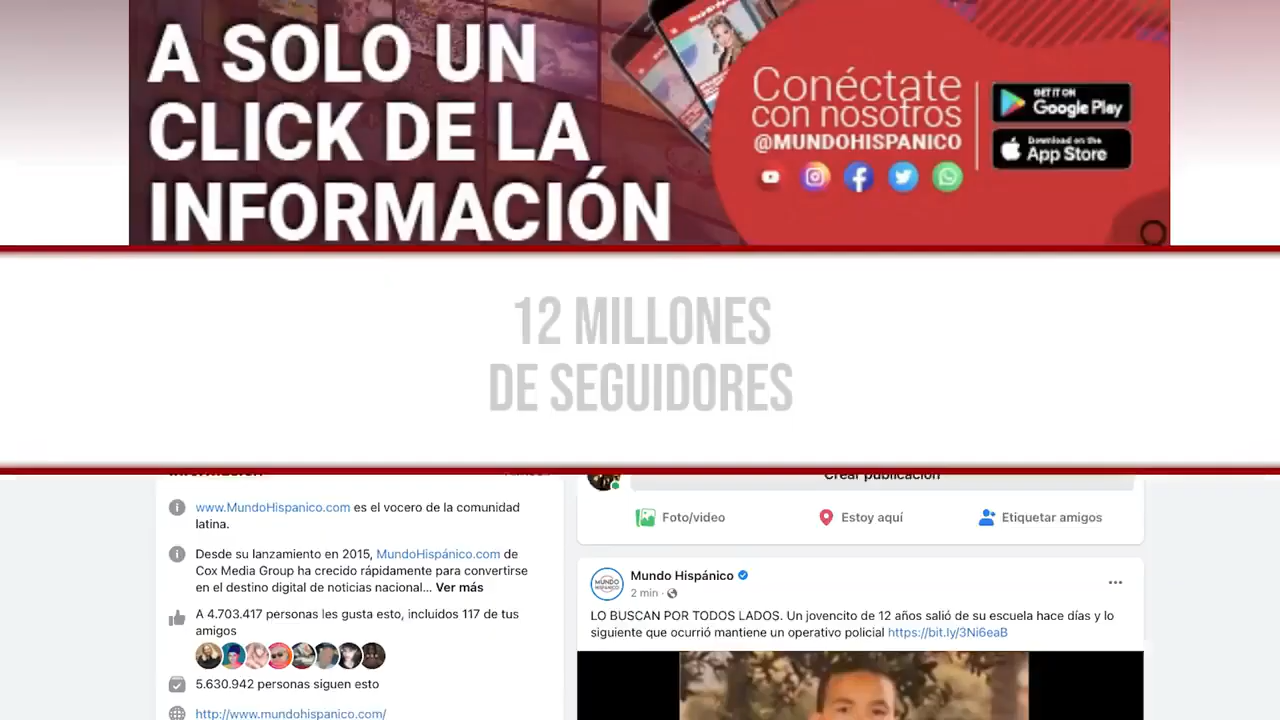 A SOLO UN
CLICK DE LA
INFORMACIÓN
Conéctate
con nosotros
@MUNDOHISPANICO
GET IT ON
Google Play
Download on the
App Store
12 MILLONES
DE SEGUIDORES
Crear publicación
www.MundoHispanico.com es el vocero de la comunidad
latina.
Desde su lanzamiento en 2015, MundoHispánico.com de
Cox Media Group ha crecido rápidamente para convertirse
en el destino digital de noticias nacional... Ver más
A 4.703.417 personas les gusta esto, incluidos 117 de tus
amigos
5.630.942 personas siguen esto
http://www.mundohispanico.com/
Foto/video
Estoy aquí
Etiquetar amigos
MUNDO
HISPÁNICO
Mundo Hispánico
2 min ·
LO BUSCAN POR TODOS LADOS. Un jovencito de 12 años salió de su escuela hace días y lo
siguiente que ocurrió mantiene un operativo policial https://bit.ly/3Ni6eaB